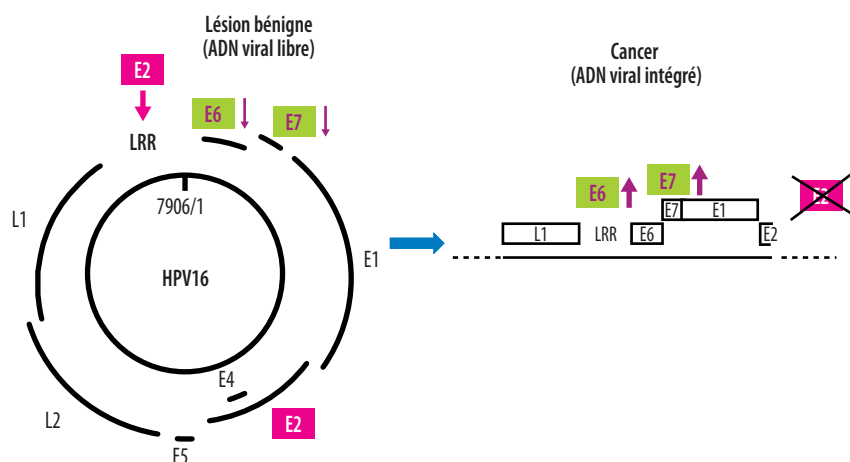 Lésion bénigne
(ADN viral libre)
E2
E6
E7
LRR
7906/1
L1
HPV16
E1
E4
L2
E2
E5
Cancer
(ADN viral intégré)
E6
E7
E2
E7
E1
L1
LRR
E6
E2